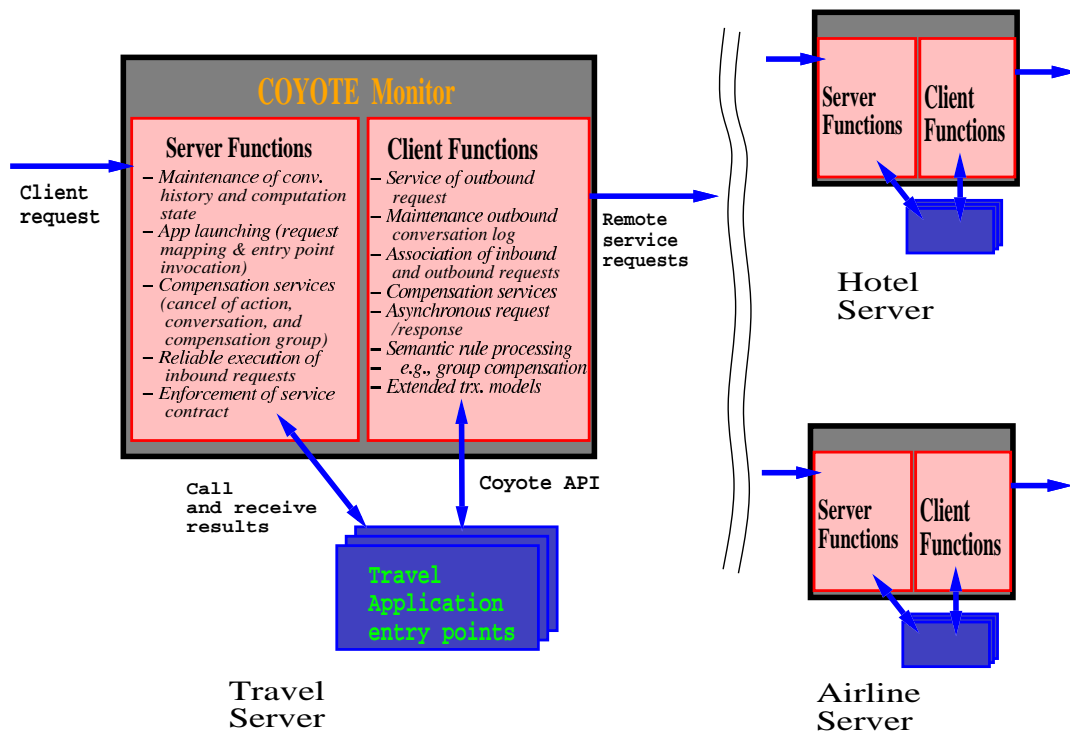 COYOTE Monitor
Server Functions
– Maintenance of conv.
history and computation
state
– App launching (request
mapping & entry point
invocation)
– Compensation services
(cancel of action,
conversation, and
compensation group)
– Reliable execution of
inbound requests
– Enforcement of service
contract
Client Functions
– Service of outbound
request
– Maintenance outbound
conversation log
– Association of inbound
and outbound requests
– Compensation services
– Asynchronous request
/response
– Semantic rule processing
– e.g., group compensation
– Extended trx. models
Client
request
Remote
service
requests
Call
and receive
results
Coyote API
Travel
Application
entry points
Travel
Server
Server
Functions
Client
Functions
Hotel
Server
Server
Functions
Client
Functions
Airline
Server